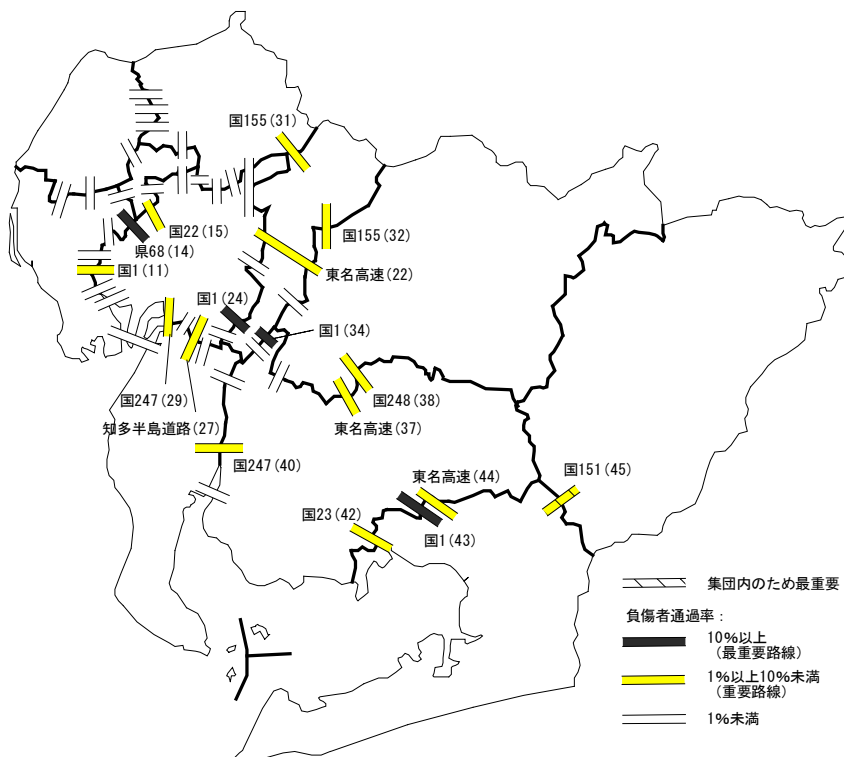 国155(31)
国22(15)
国155(32)
県68(14)
国1(11)
東名高速(22)
国1(24)
国1(34)
国247(29)
国248(38)
知多半島道路(27)
東名高速(37)
国247(40)
東名高速(44)
国151(45)
国23(42)
国1(43)
集団内のため最重要
負傷者通過率：
10%以上
（最重要路線）
1%以上10%未満
（重要路線）
1%未満